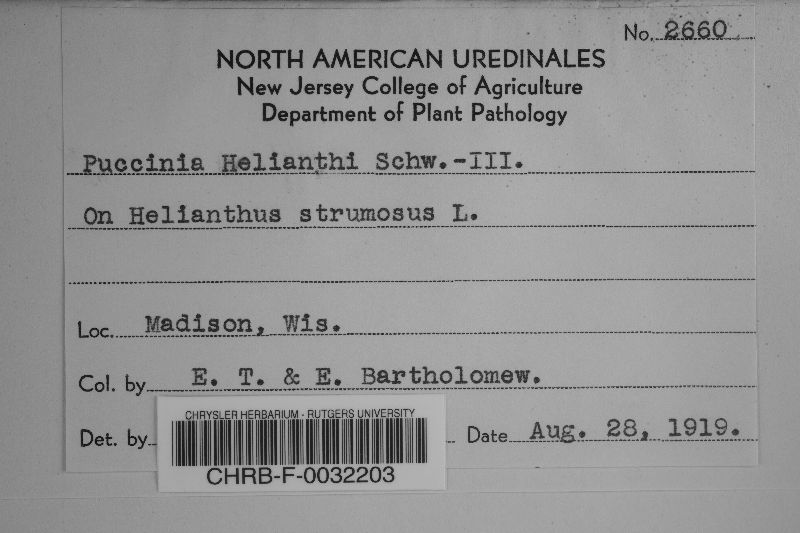 No. 2660
NORTH AMERICAN UREDINALES
New Jersey College of Agriculture
Department of Plant Pathology
Puccinia Helianthi Schw.-III.
On Helianthus strumosus L.
Loc. Madison, Wis.
Col. by E. T. & E. Bartholomew.
Det. by Date Aug. 28, 1919.
CHRYSLER HERBARIUM - RUTGERS UNIVERSITY
CHRB-F-0032203